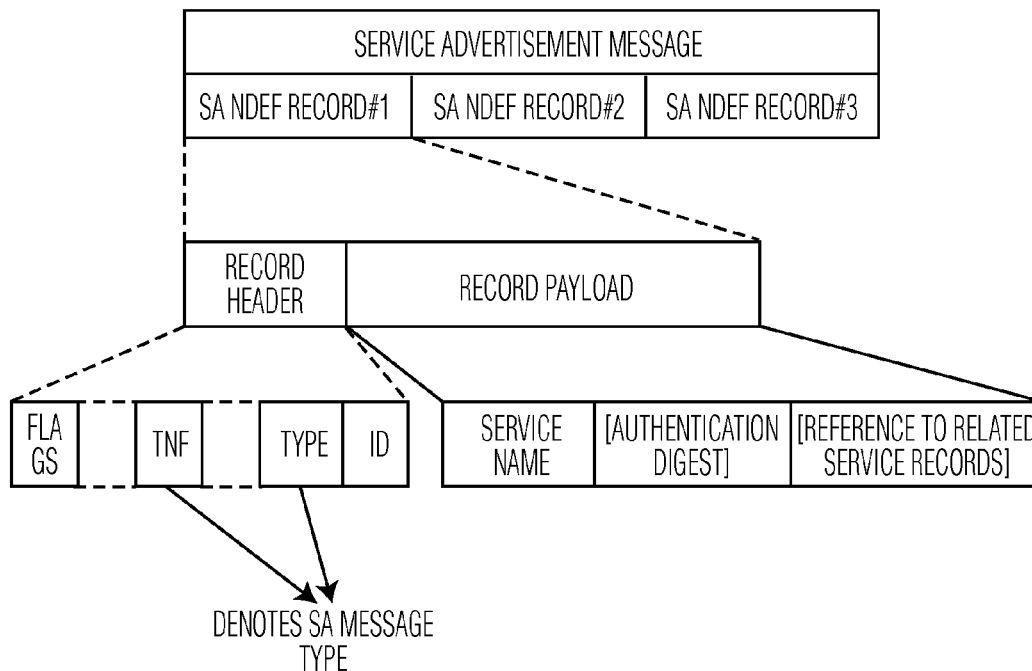 SERVICE ADVERTISEMENT MESSAGE
SA NDEF RECORD#1
SA NDEF RECORD#2
SA NDEF RECORD#3
RECORD
HEADER
RECORD PAYLOAD
FLA
GS
TNF
TYPE
ID
SERVICE
NAME
[AUTHENTICATION
DIGEST]
[REFERENCE TO RELATED
SERVICE RECORDS]
DENOTES SA MESSAGE
TYPE